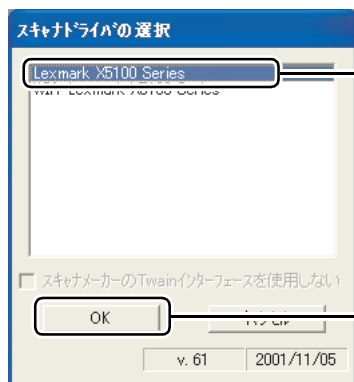 スキャナドライバの選択
Lexmark X5100 Series
スキャナメーカーのTwainインターフェースを使用しない
OK
v. 61
2001/11/05